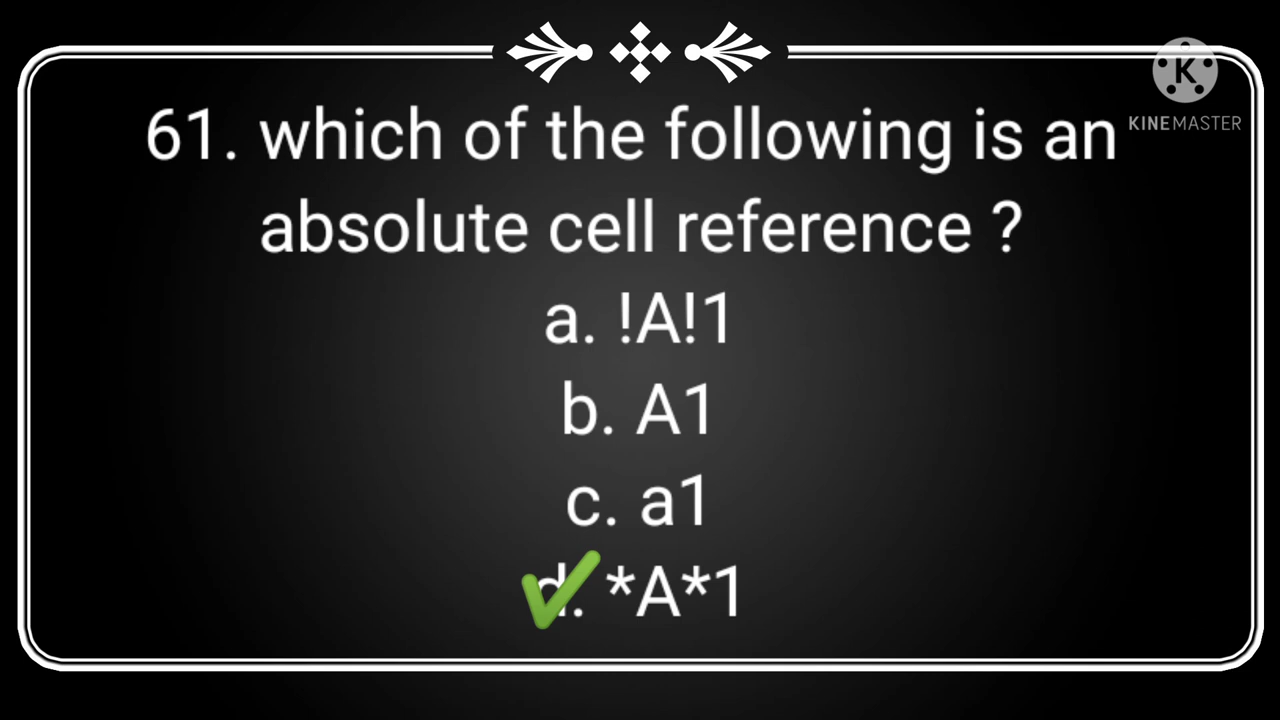 K
KINEMASTER
61. which of the following is an
absolute cell reference ?
a. !A!1
b. A1
c. a1
d. *A*1